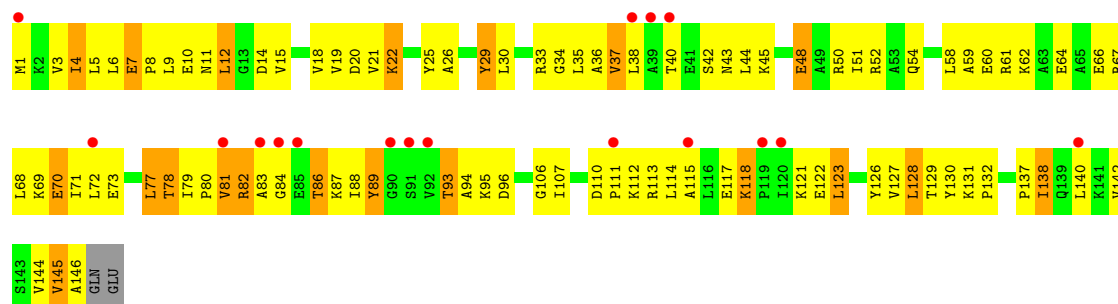 M1 K2 V3 I4 L5 L6 E7 P8 L9 E10 N11 L12 G13 D14 V15 V18 V19 D20 V21 K22 Y25 A26 Y29 L30 R33 G34 L35 A36 V37 L38 A39 T40 E41 S42 N43 L44 K45 E48 A49 R50 I51 R52 A53 Q54 L58 A59 E60 R61 K62 A63 E64 A65 E66 R67
L68 K69 E70 I71 L72 E73 L77 T78 I79 P80 V81 R82 A83 G84 E85 T86 K87 I88 Y89 G90 S91 V92 T93 A94 K95 D96 G106 I107 D110 P111 K112 R113 L114 A115 L116 E117 K118 P119 I120 K121 E122 L123 Y126 V127 L128 T129 Y130 K131 P132 P137 I138 Q139 L140 K141 V142
S143 V144 V145 A146 GLN GLU